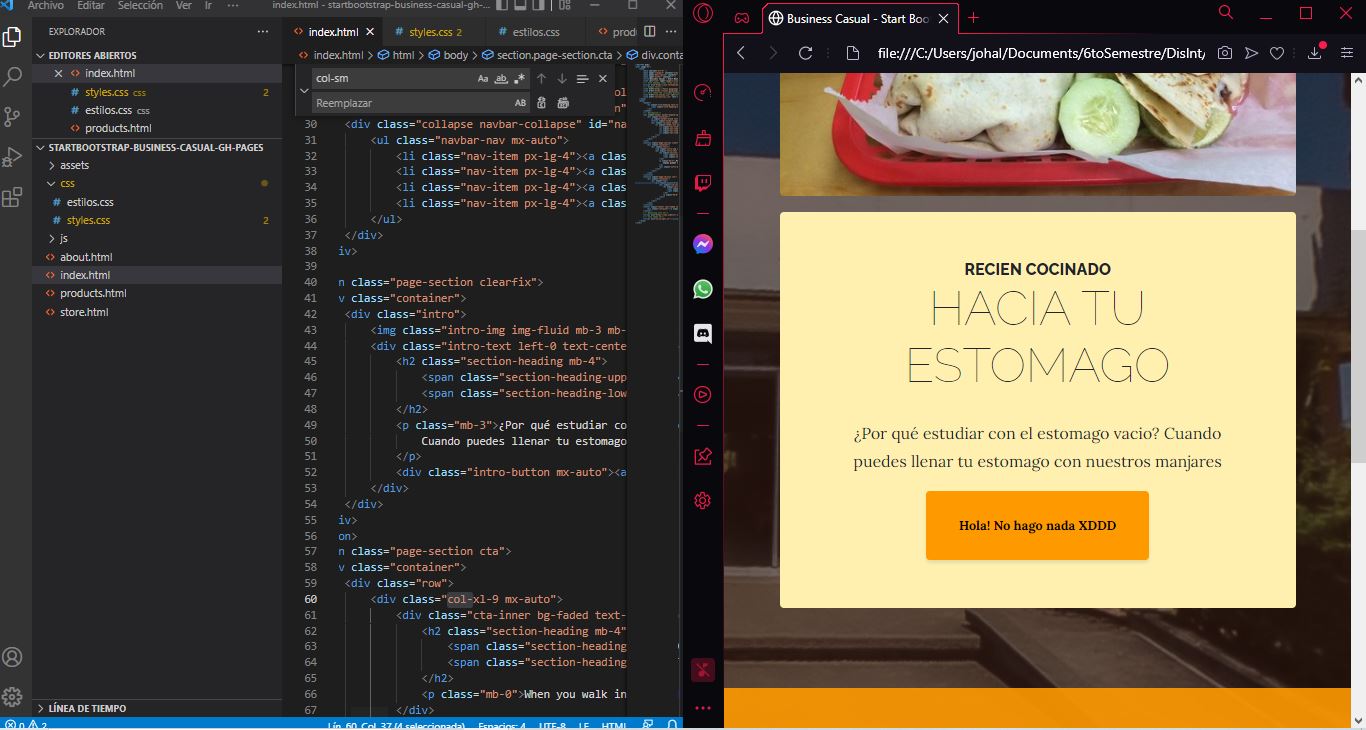 Archivo Editar Selección Ver Ir ··· index.html - startbootstrap-business-casual-gh-...
EXPLORADOR
EDITORES ABIERTOS
index.html
styles.css css 2
estilos.css css
products.html
STARTBOOTSTRAP-BUSINESS-CASUAL-GH-PAGES
assets
css
estilos.css
styles.css 2
js
about.html
index.html
products.html
store.html
LÍNEA DE TIEMPO
index.html styles.css 2 estilos.css prod
index.html > html > body > section.page-section.cta > div.conta
col-sm
Reemplazar
30 <div class="collapse navbar-collapse" id="na
31 <ul class="navbar-nav mx-auto">
32 <li class="nav-item px-lg-4"><a clas
33 <li class="nav-item px-lg-4"><a clas
34 <li class="nav-item px-lg-4"><a clas
35 <li class="nav-item px-lg-4"><a clas
36 </ul>
37 </div>
38 iv>
39
40 n class="page-section clearfix">
41 v class="container">
42 <div class="intro">
43 <img class="intro-img img-fluid mb-3 mb-
44 <div class="intro-text left-0 text-cente
45 <h2 class="section-heading mb-4">
46 <span class="section-heading-upp
47 <span class="section-heading-low
48 </h2>
49 <p class="mb-3">¿Por qué estudiar co
50 Cuando puedes llenar tu estomago
51 </p>
52 <div class="intro-button mx-auto"><a
53 </div>
54 </div>
55 iv>
56 on>
57 n class="page-section cta">
58 v class="container">
59 <div class="row">
60 <div class="col-xl-9 mx-auto">
61 <div class="cta-inner bg-faded text-
62 <h2 class="section-heading mb-4"
63 <span class="section-heading
64 <span class="section-heading
65 </h2>
66 <p class="mb-0">When you walk in
67 </div>
0 2 Lín. 60, Col. 37 (4 seleccionada) Espacios: 4 UTF-8 LF HTML
Business Casual - Start Boo
file:///C:/Users/johal/Documents/6toSemestre/DisInt/
RECIEN COCINADO
HACIA TU
ESTOMAGO
¿Por qué estudiar con el estomago vacio? Cuando
puedes llenar tu estomago con nuestros manjares
Hola! No hago nada XDDD